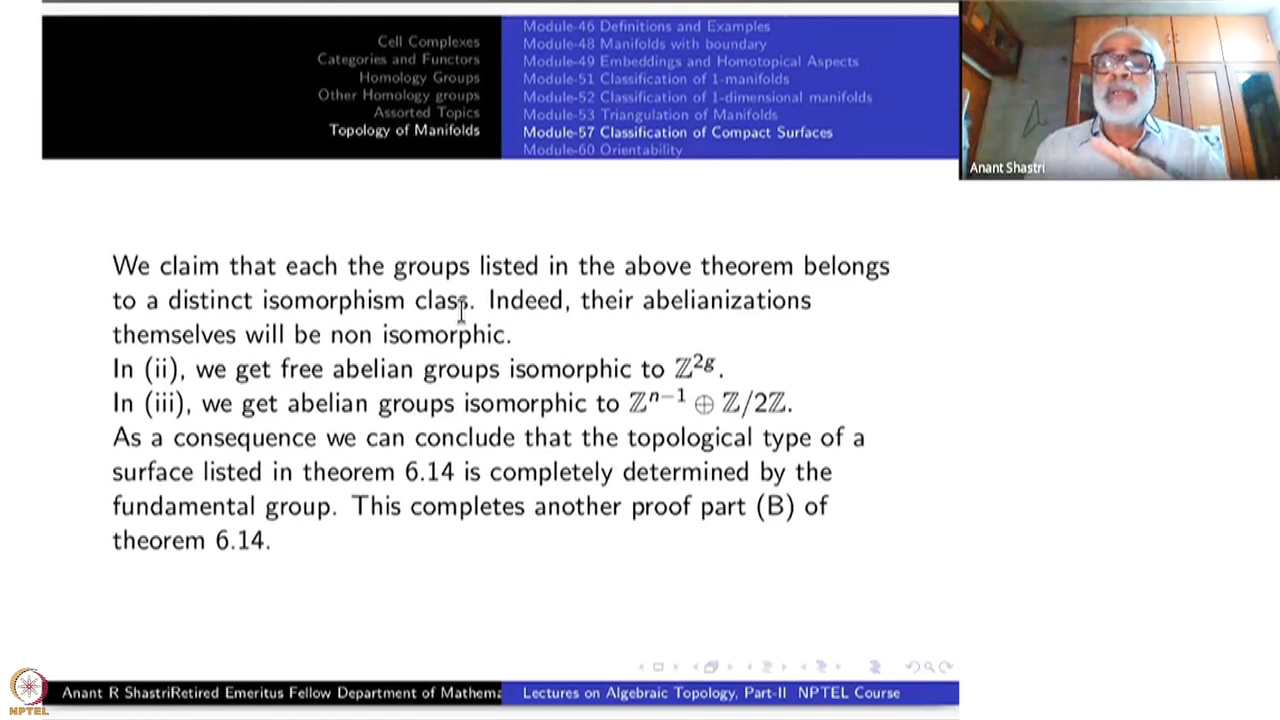 Cell Complexes
Categories and Functors
Homology Groups
Other Homology groups
Assorted Topics
Topology of Manifolds
Module-46 Definitions and Examples
Module-48 Manifolds with boundary
Module-49 Embeddings and Homotopical Aspects
Module-51 Classification of 1-manifolds
Module-52 Classification of 1-dimensional manifolds
Module-53 Triangulation of Manifolds
Module-57 Classification of Compact Surfaces
Module-60 Orientability
Anant Shastri
We claim that each the groups listed in the above theorem belongs
to a distinct isomorphism class. Indeed, their abelianizations
themselves will be non isomorphic.
In (ii), we get free abelian groups isomorphic to ℤ²ᵍ.
In (iii), we get abelian groups isomorphic to ℤⁿ⁻¹ ⊕ ℤ/2ℤ.
As a consequence we can conclude that the topological type of a
surface listed in theorem 6.14 is completely determined by the
fundamental group. This completes another proof part (B) of
theorem 6.14.
Anant R ShastriRetired Emeritus Fellow Department of Mathema
Lectures on Algebraic Topology, Part-II NPTEL Course
NPTEL